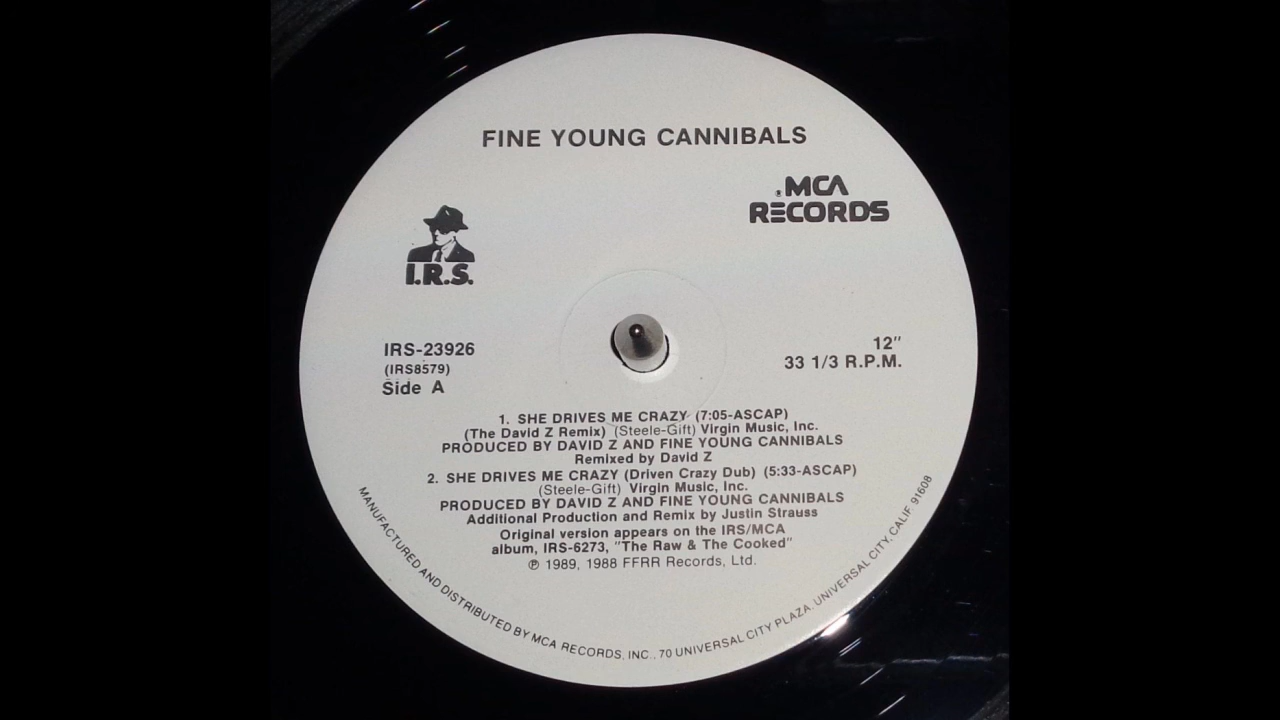 FINE YOUNG CANNIBALS
®MCA
RECORDS
I.R.S.
IRS-23926
(IRS8579)
Side A
12"
33 1/3 R.P.M.
1. SHE DRIVES ME CRAZY (7:05-ASCAP)
(The David Z Remix) (Steele-Gift) Virgin Music, Inc.
PRODUCED BY DAVID Z AND FINE YOUNG CANNIBALS
Remixed by David Z
2. SHE DRIVES ME CRAZY (Driven Crazy Dub) (5:33-ASCAP)
(Steele-Gift) Virgin Music, Inc.
PRODUCED BY DAVID Z AND FINE YOUNG CANNIBALS
Additional Production and Remix by Justin Strauss
Original version appears on the IRS/MCA
album, IRS-6273, "The Raw & The Cooked"
℗ 1989, 1988 FFRR Records, Ltd.
MANUFACTURED AND DISTRIBUTED BY MCA RECORDS, INC., 70 UNIVERSAL CITY PLAZA, UNIVERSAL CITY, CALIF. 91608